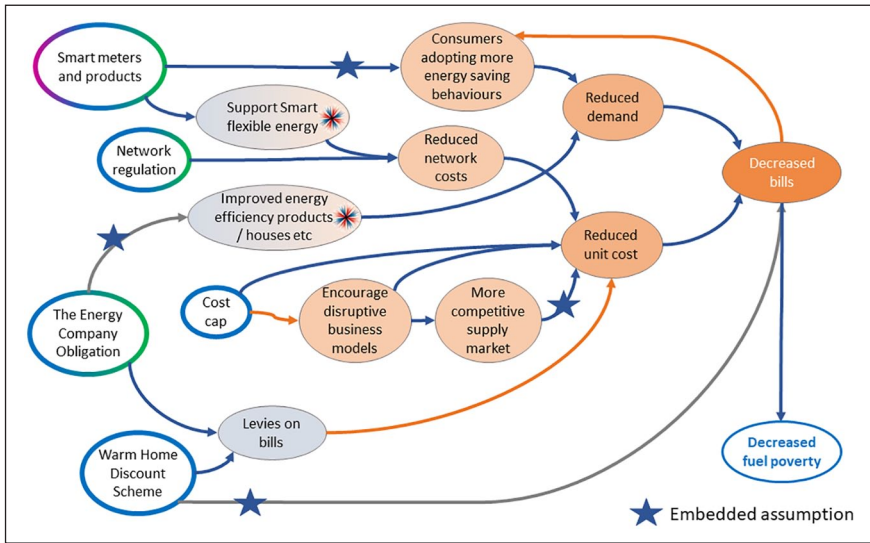 Smart meters
and products
Consumers
adopting more
energy saving
behaviours
Support Smart
flexible energy
Reduced
demand
Network
regulation
Reduced
network
costs
Decreased
bills
Improved energy
efficiency products
/ houses etc
Reduced
unit cost
Cost
cap
Encourage
disruptive
business
models
More
competitive
supply
market
The Energy
Company
Obligation
Levies on
bills
Warm Home
Discount
Scheme
Decreased
fuel poverty
Embedded assumption